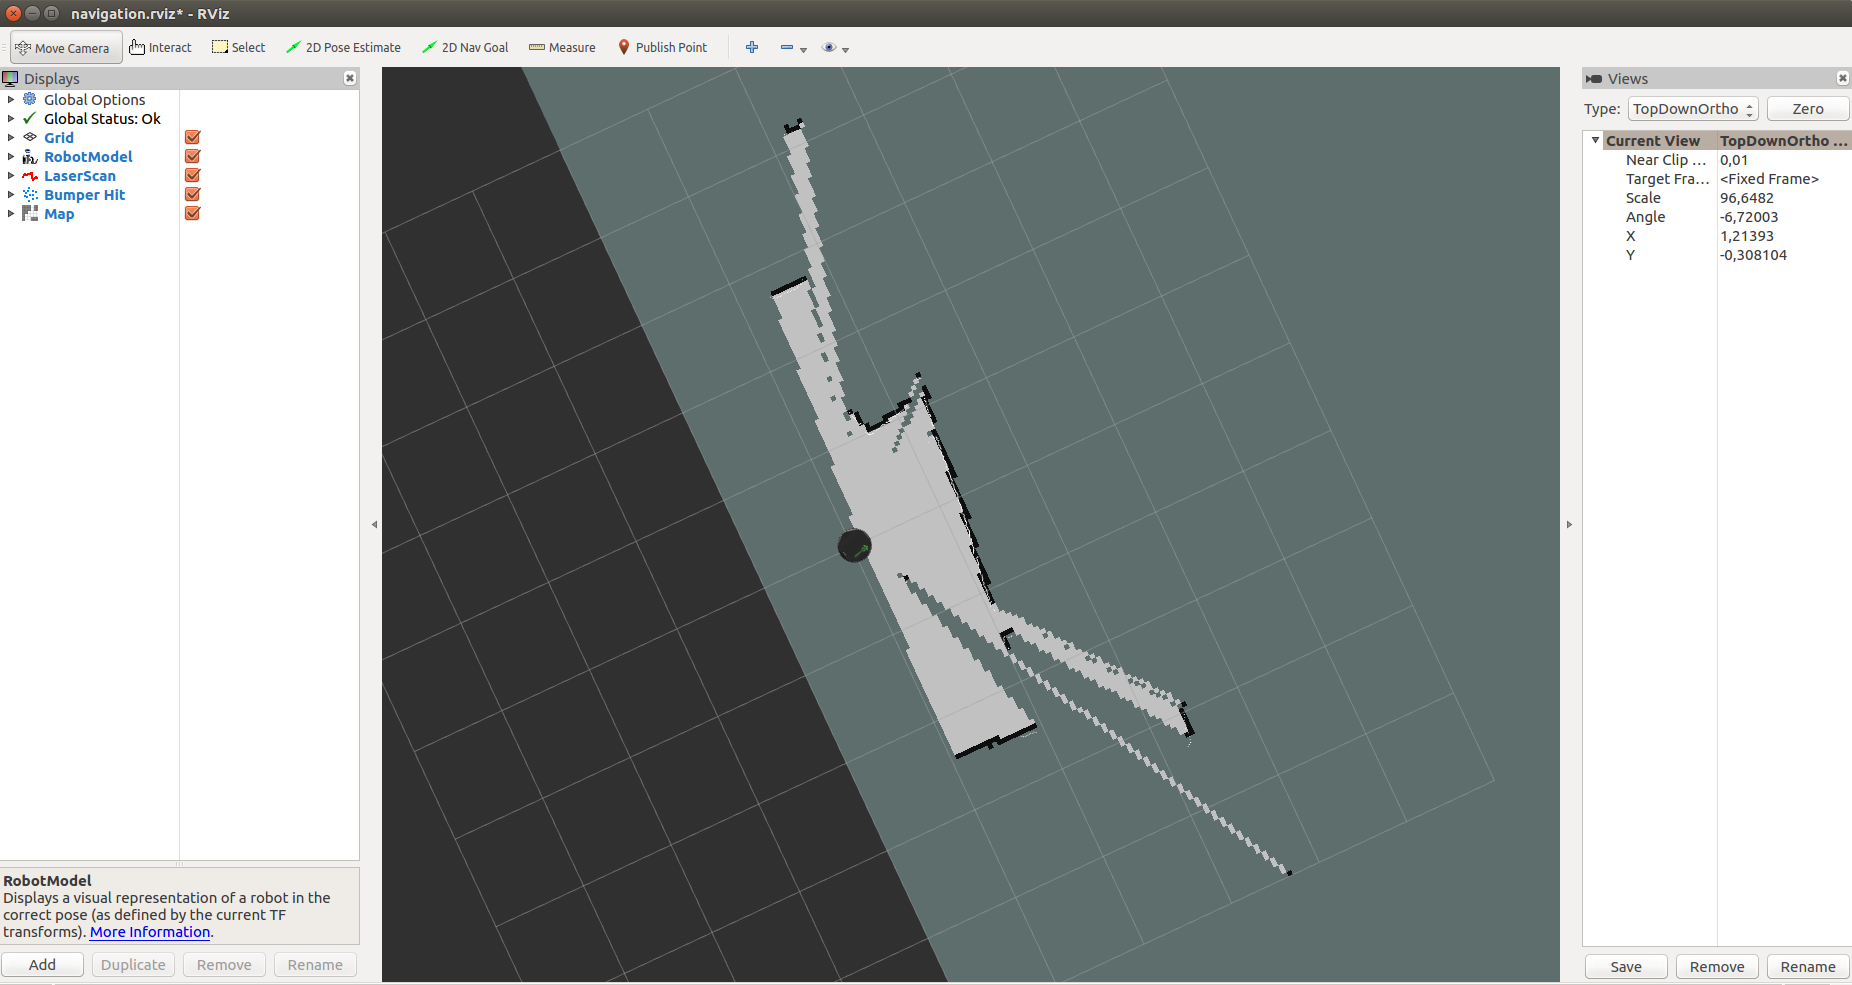 navigation.rviz* - RViz
Move Camera Interact Select 2D Pose Estimate 2D Nav Goal Measure Publish Point
Displays
Global Options
Global Status: Ok
Grid
RobotModel
LaserScan
Bumper Hit
Map
RobotModel
Displays a visual representation of a robot in the
correct pose (as defined by the current TF
transforms). More Information.
Add Duplicate Remove Rename
Views
Type: TopDownOrtho Zero
Current View TopDownOrtho ...
Near Clip ... 0,01
Target Fra... <Fixed Frame>
Scale 96,6482
Angle -6,72003
X 1,21393
Y -0,308104
Save Remove Rename